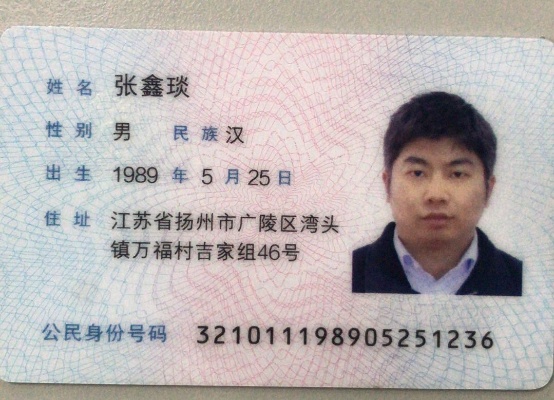 姓名 张鑫琰
性别 男 民族 汉
出生 1989 年 5 月 25 日
住址 江苏省扬州市广陵区湾头
镇万福村吉家组46号
公民身份号码 321011198905251236